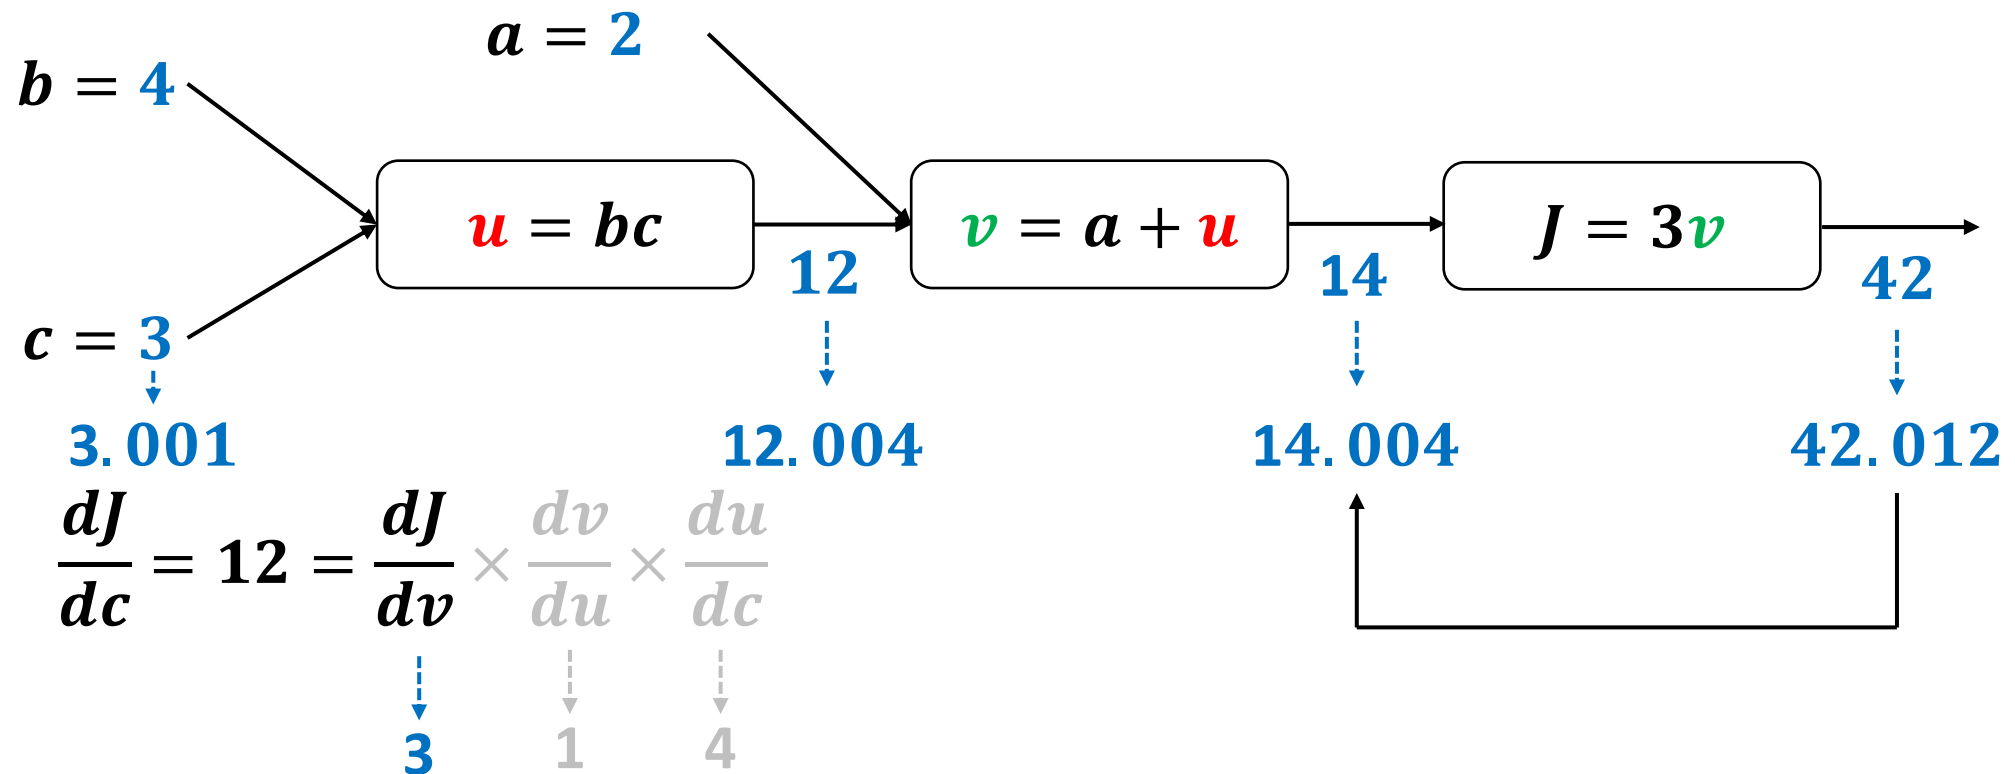 a = 2
b = 4
u = bc
v = a + u
J = 3v
12
14
42
c = 3
3.001
12.004
14.004
42.012
dJ/dc = 12 = dJ/dv × dv/du × du/dc
3
1
4